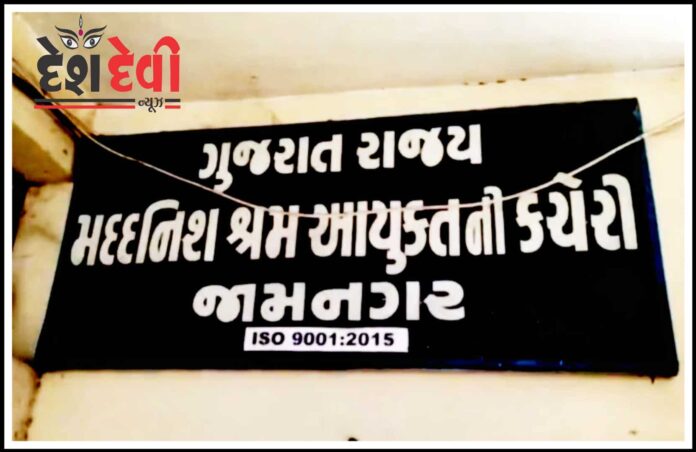 દેશ દેવી
ન્યૂઝ
ગુજરાત રાજય
મદદનિશ શ્રમ આયુક્તની કચેરી
જામનગર
ISO 9001:2015